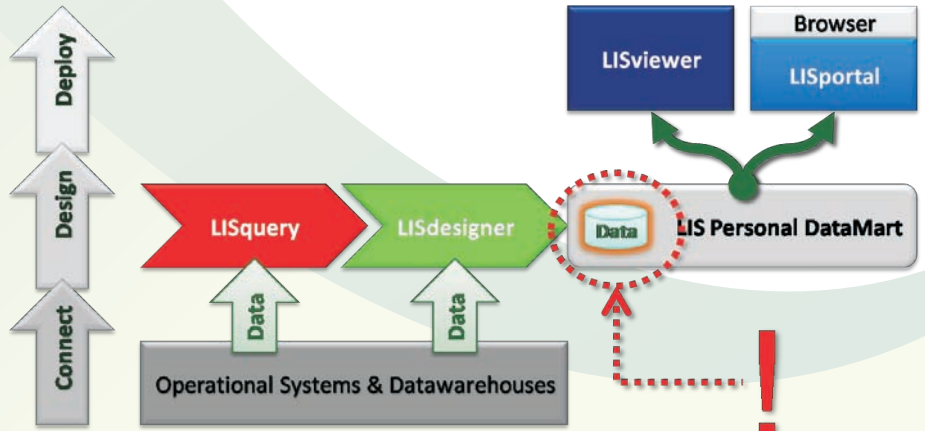 Deploy
Design
Connect
LISviewer
Browser
LISportal
LISquery
LISdesigner
Data
LIS Personal DataMart
Data
Data
Operational Systems & Datawarehouses
!